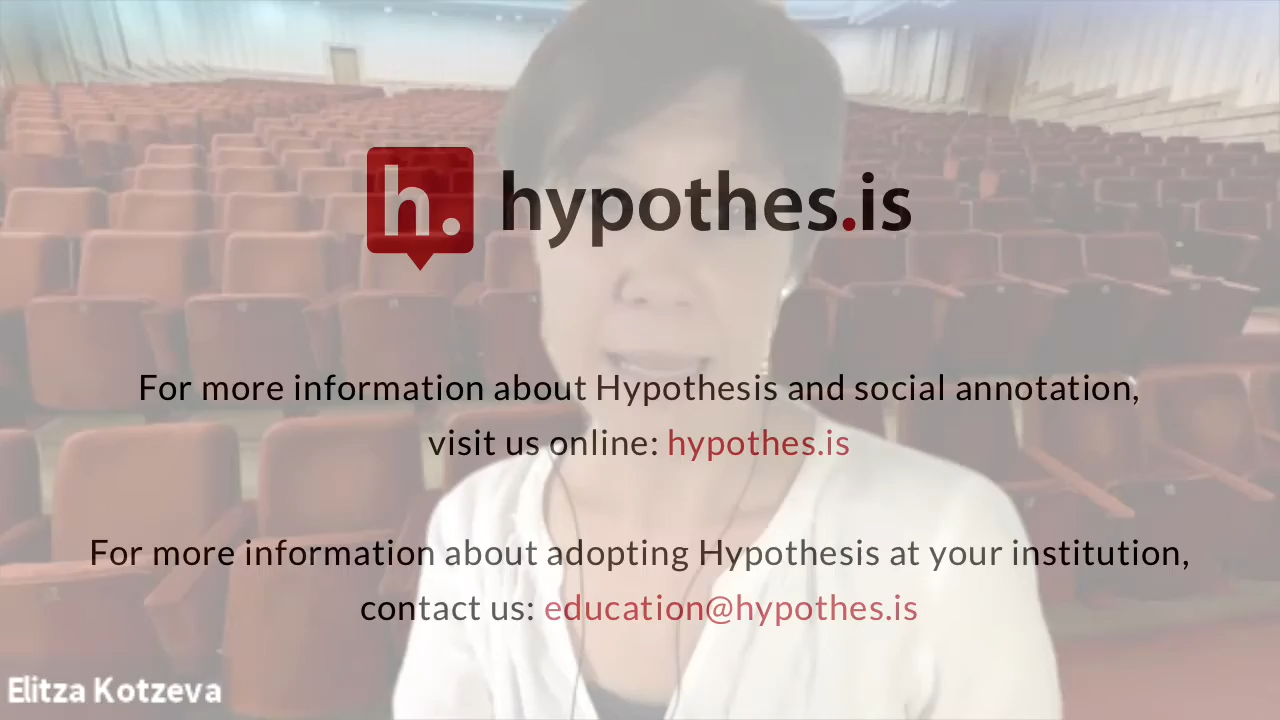 h. hypothes.is
For more information about Hypothesis and social annotation,
visit us online: hypothes.is
For more information about adopting Hypothesis at your institution,
contact us: education@hypothes.is
Elitza Kotzeva